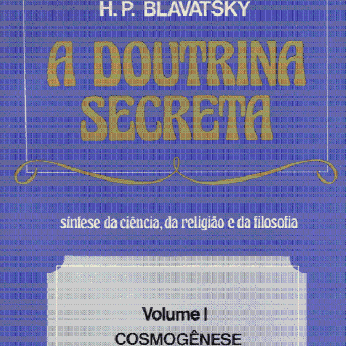 H. P. BLAVATSKY
A DOUTRINA
SECRETA
síntese da ciência, da religião e da filosofia
Volume I
COSMOGÊNESE